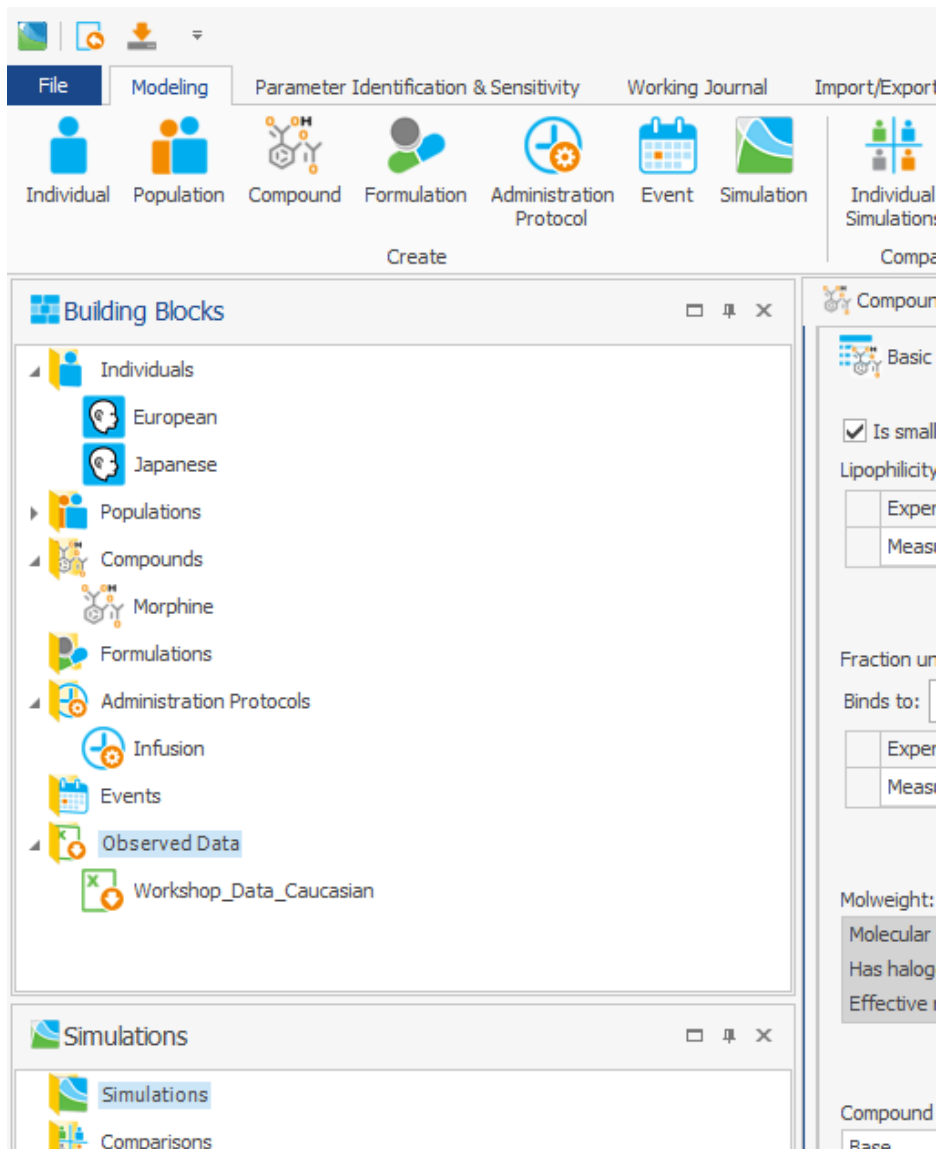 File Modeling Parameter Identification & Sensitivity Working Journal Import/Export
Individual Population Compound Formulation Administration Protocol Event Simulation Individual Simulations
Create Compa
Building Blocks
Individuals
European
Japanese
Populations
Compounds
Morphine
Formulations
Administration Protocols
Infusion
Events
Observed Data
Workshop_Data_Caucasian
Simulations
Simulations
Comparisons
Compoun
Basic
Is small
Lipophilicity
Exper
Measu
Fraction un
Binds to:
Exper
Measu
Molweight:
Molecular
Has halog
Effective
Compound
Base